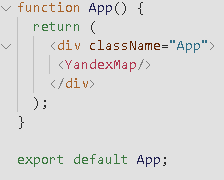 function App() {
  return (
    <div className="App">
     <YandexMap/>
    </div>
  );
}

export default App;